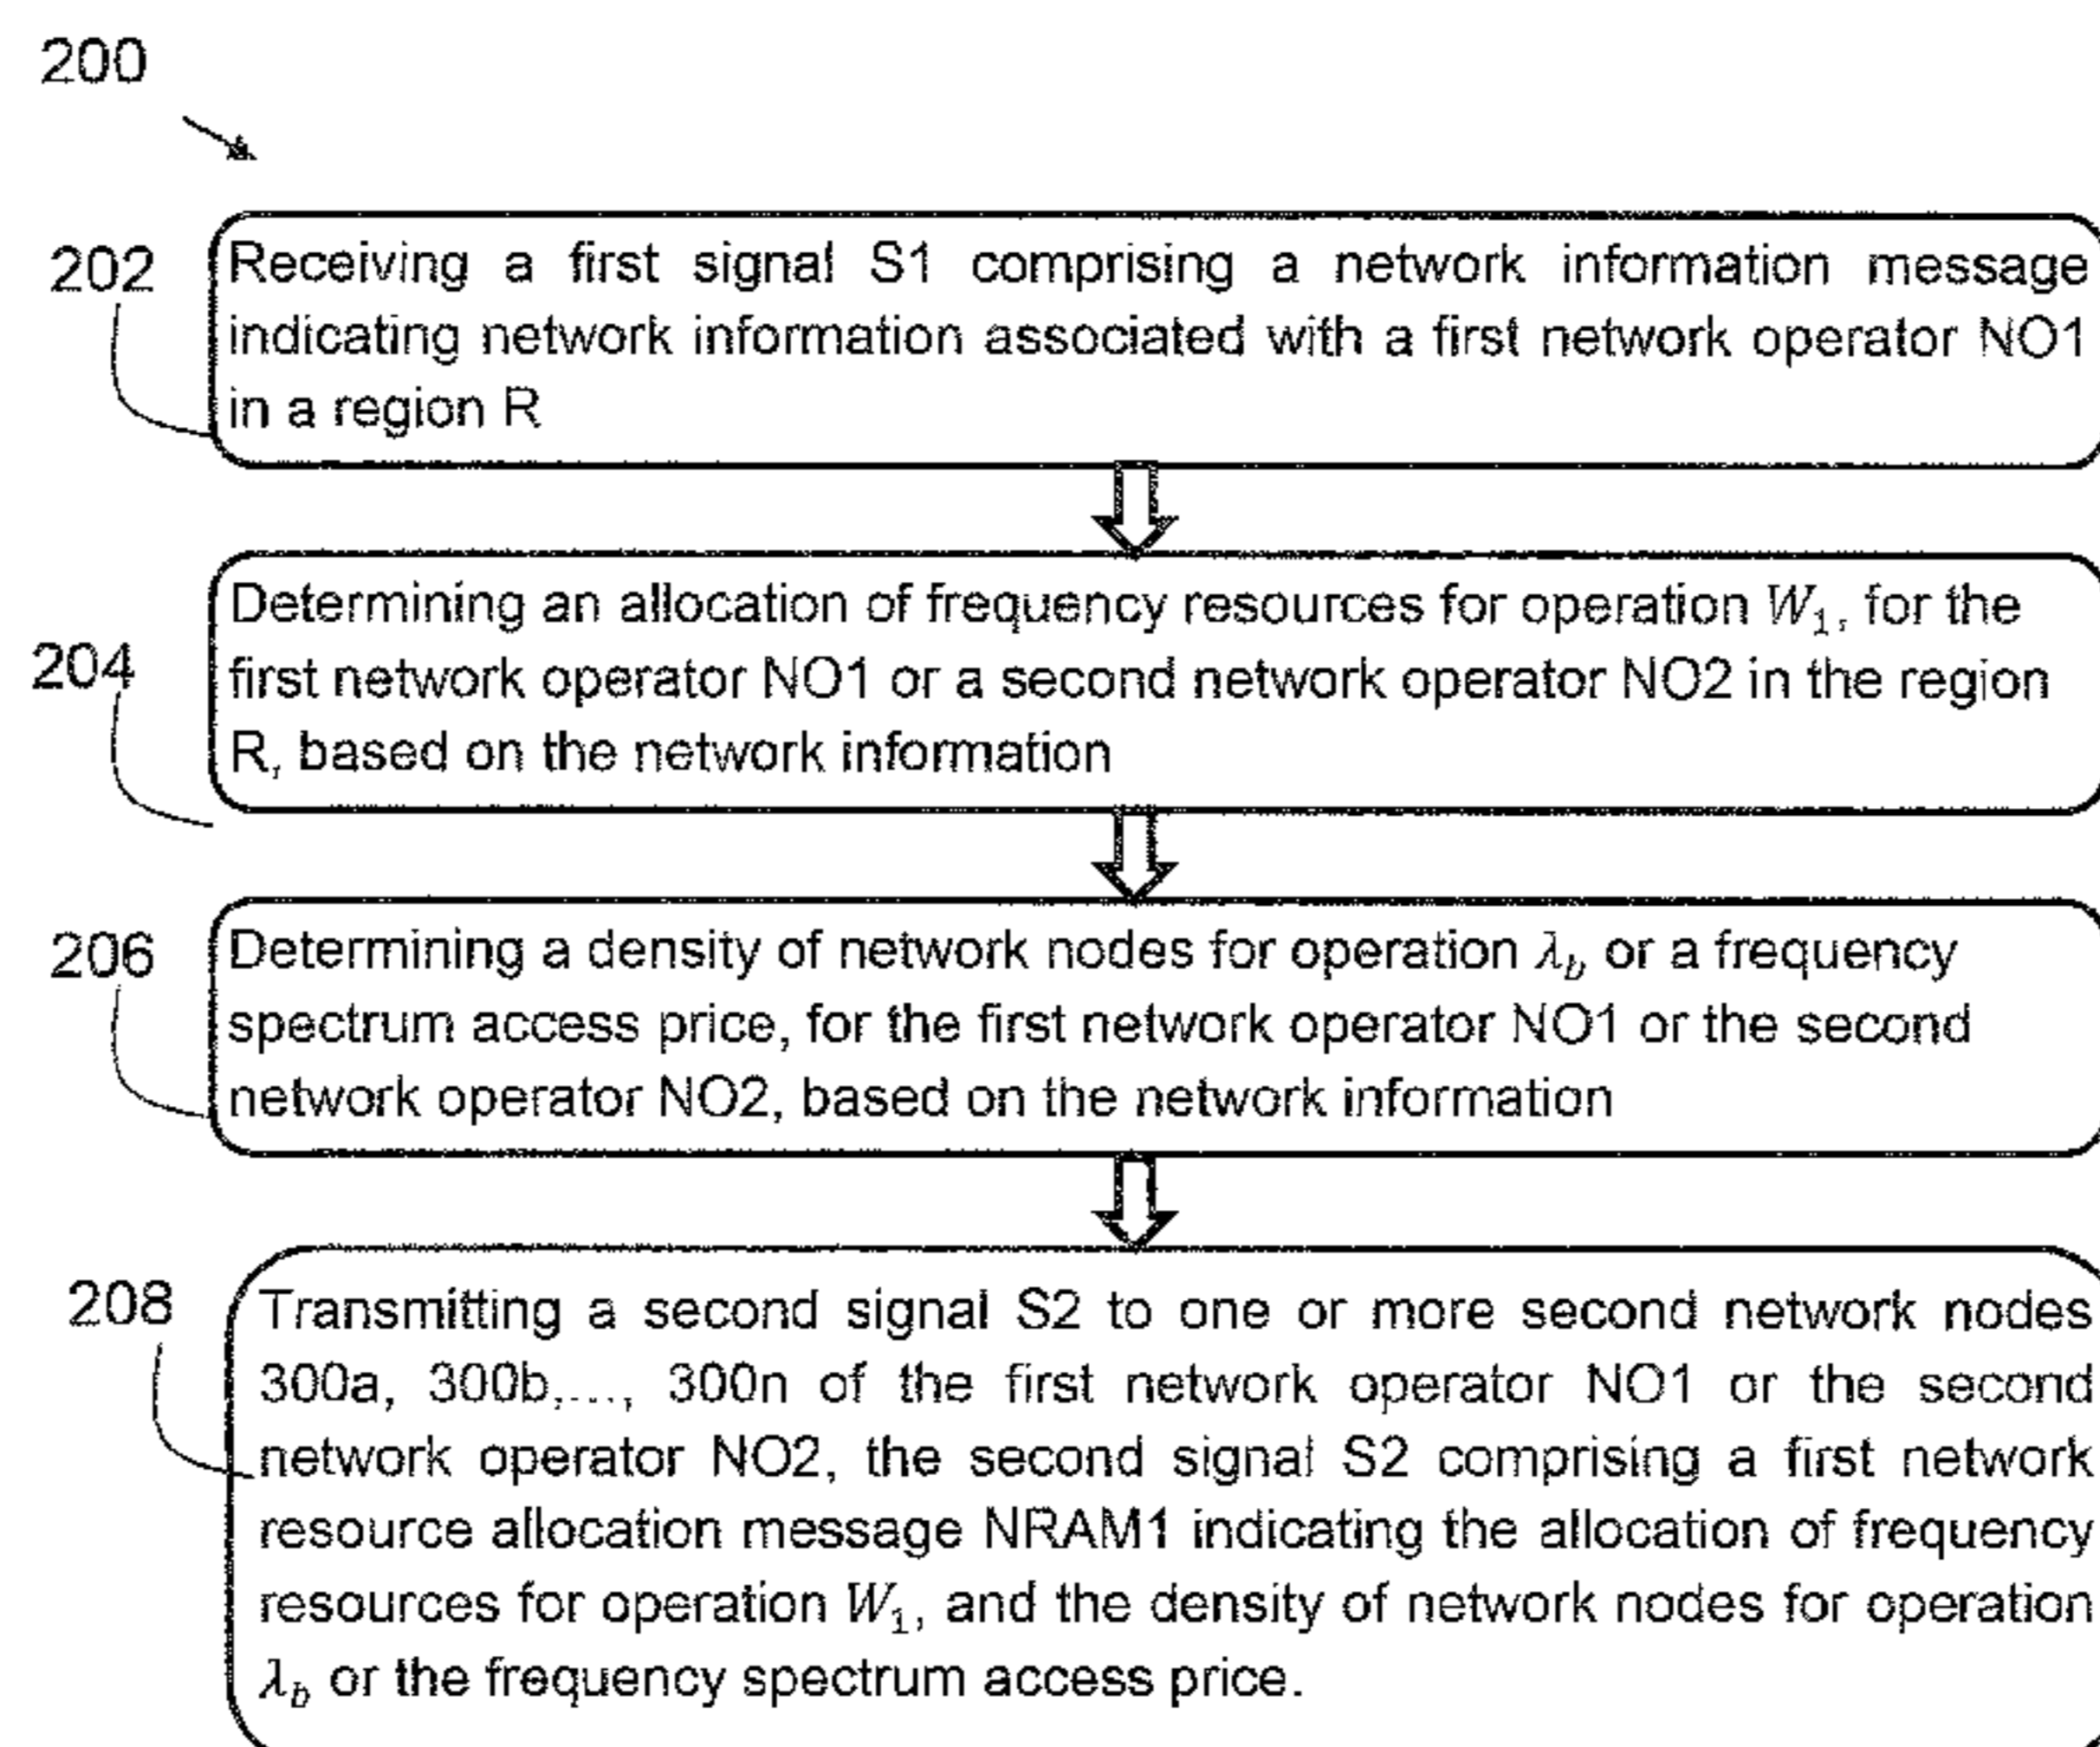 200
202
Receiving a first signal S1 comprising a network information message
indicating network information associated with a first network operator NO1
in a region R
204
Determining an allocation of frequency resources for operation W₁, for the
first network operator NO1 or a second network operator NO2 in the region
R, based on the network information
206
Determining a density of network nodes for operation λ_b or a frequency
spectrum access price, for the first network operator NO1 or the second
network operator NO2, based on the network information
208
Transmitting a second signal S2 to one or more second network nodes
300a, 300b,..., 300n of the first network operator NO1 or the second
network operator NO2, the second signal S2 comprising a first network
resource allocation message NRAM1 indicating the allocation of frequency
resources for operation W₁, and the density of network nodes for operation
λ_b or the frequency spectrum access price.